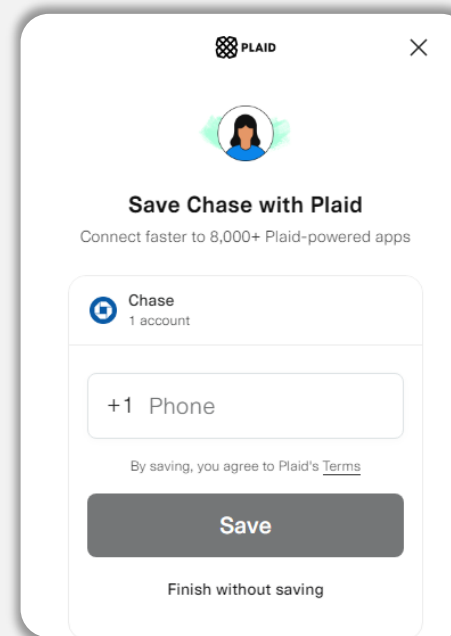 PLAID
Save Chase with Plaid
Connect faster to 8,000+ Plaid-powered apps
Chase
1 account
+1 Phone
By saving, you agree to Plaid's Terms
Save
Finish without saving